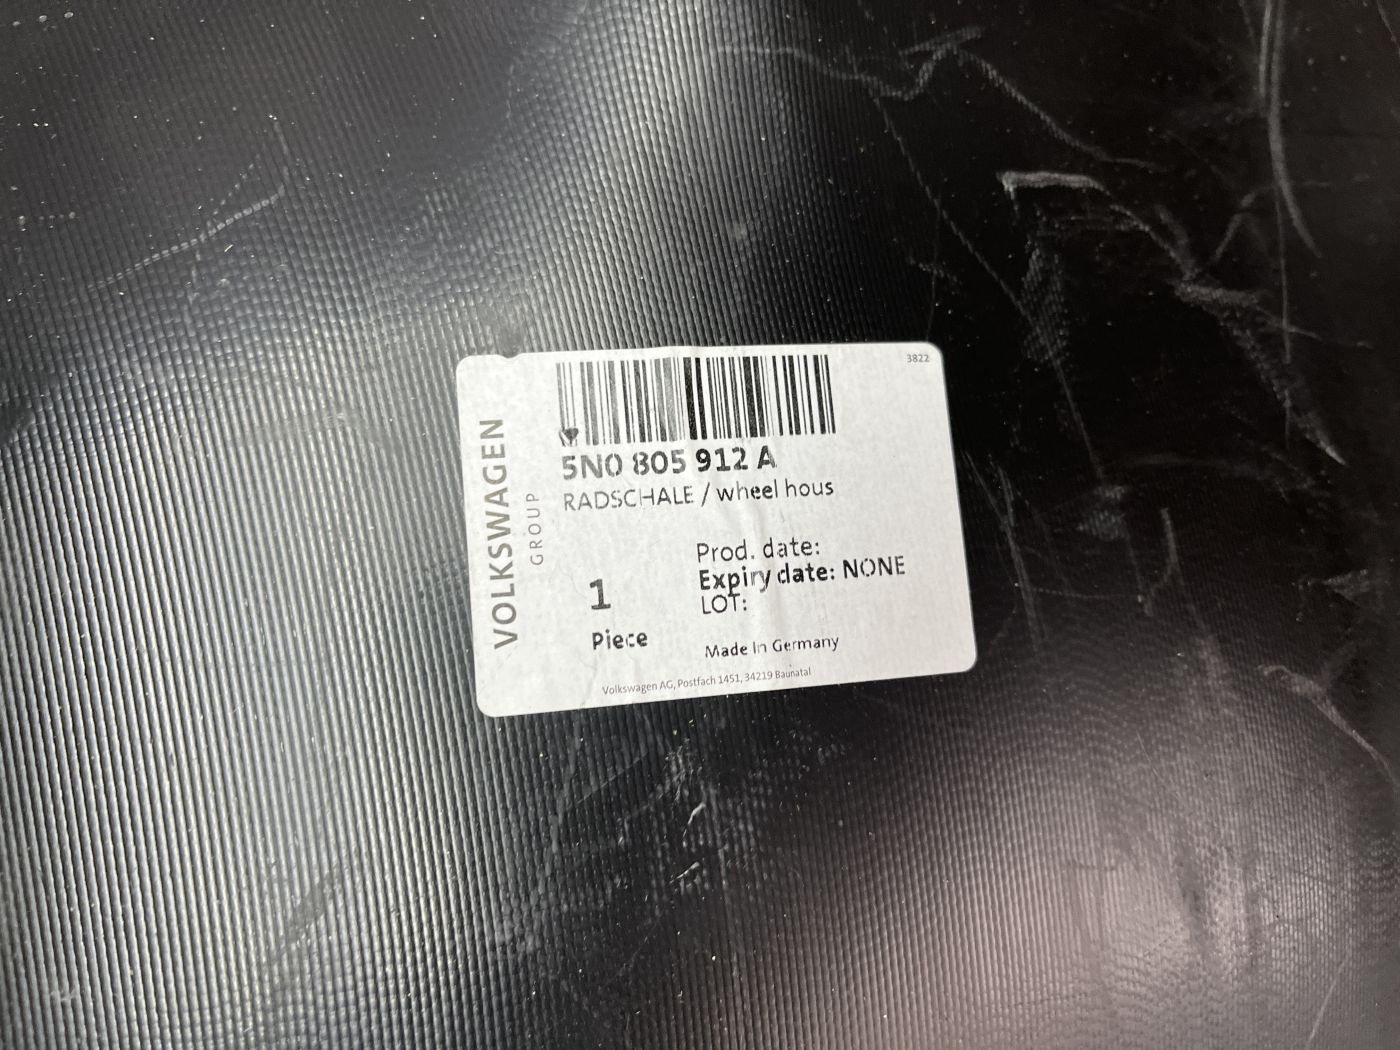 3822
VOLKSWAGEN
GROUP
5N0 805 912 A
RADSCHALE / wheel hous
Prod. date:
Expiry date: NONE
LOT:
1
Piece
Made In Germany
Volkswagen AG, Postfach 1451, 34219 Baunatal